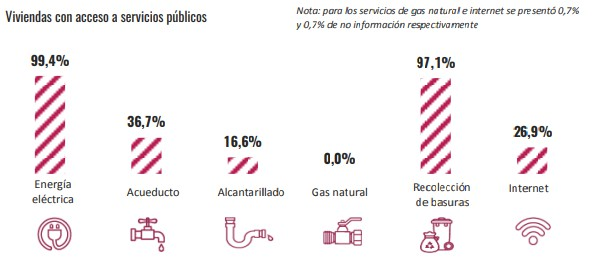 Viviendas con acceso a servicios públicos
Nota: para los servicios de gas natural e internet se presentó 0,7%
y 0,7% de no información respectivamente
99,4%
36,7%
16,6%
0,0%
97,1%
26,9%
Energía
eléctrica
Acueducto
Alcantarillado
Gas natural
Recolección
de basuras
Internet